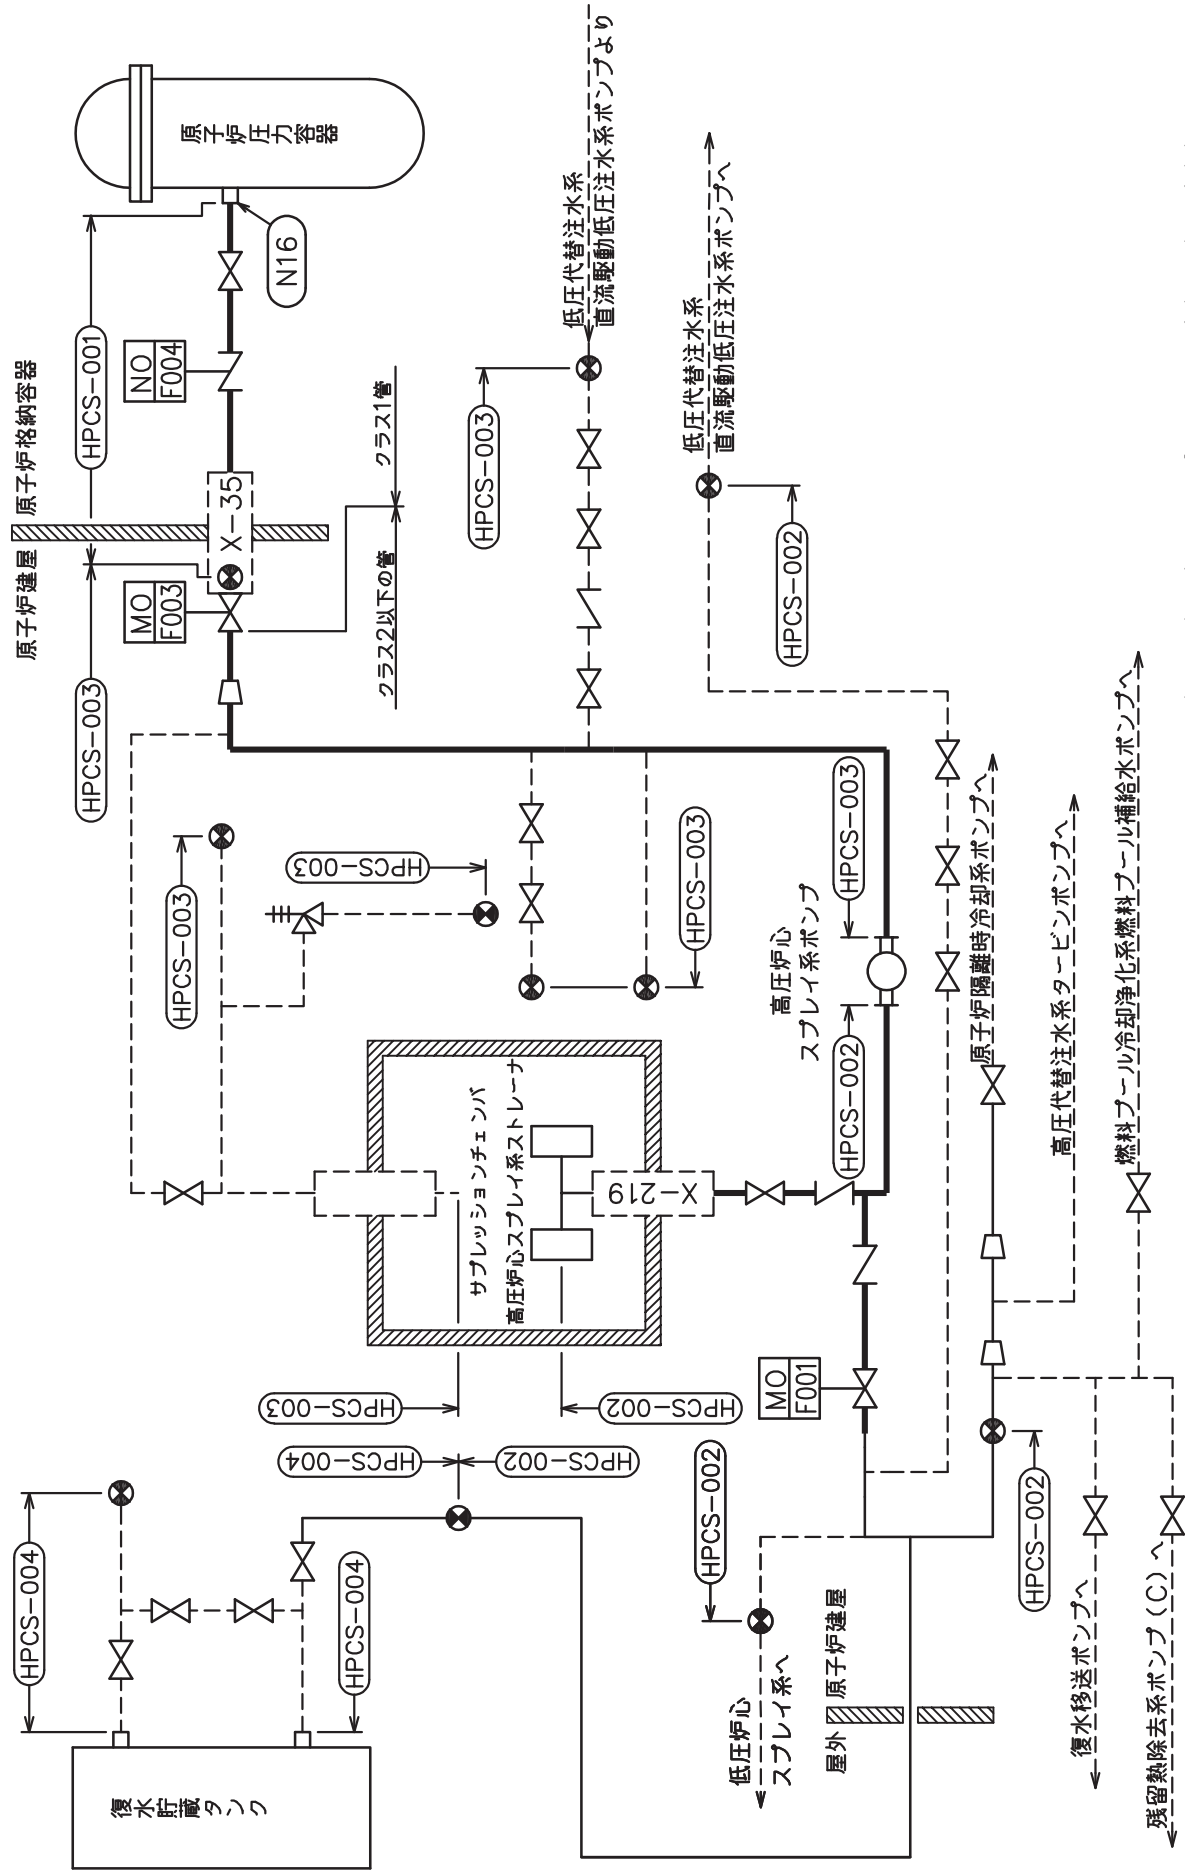 原子炉圧力容器
N16
HPCS-001
原子炉格納容器
原子炉建屋
NO
F004
X-35
MO
F003
HPCS-003
クラス1管
クラス2以下の管
低圧代替注水系
直流駆動低圧注水系ポンプより
HPCS-003
低圧代替注水系
直流駆動低圧注水系ポンプへ
HPCS-002
HPCS-003
HPCS-003
HPCS-003
HPCS-003
高圧炉心
スプレイ系ポンプ
HPCS-002
原子炉隔離時冷却系ポンプへ
高圧代替注水系タービンポンプへ
燃料プール冷却浄化系燃料プール補給水ポンプへ
サプレッションチェンバ
高圧炉心スプレイ系ストレーナ
X-219
HPCS-003
HPCS-002
HPCS-004
HPCS-002
MO
F001
HPCS-002
HPCS-002
HPCS-004
HPCS-004
復水貯蔵タンク
低圧炉心
スプレイ系へ
原子炉建屋
屋外
復水移送ポンプへ
残留熱除去系ポンプ(C)へ